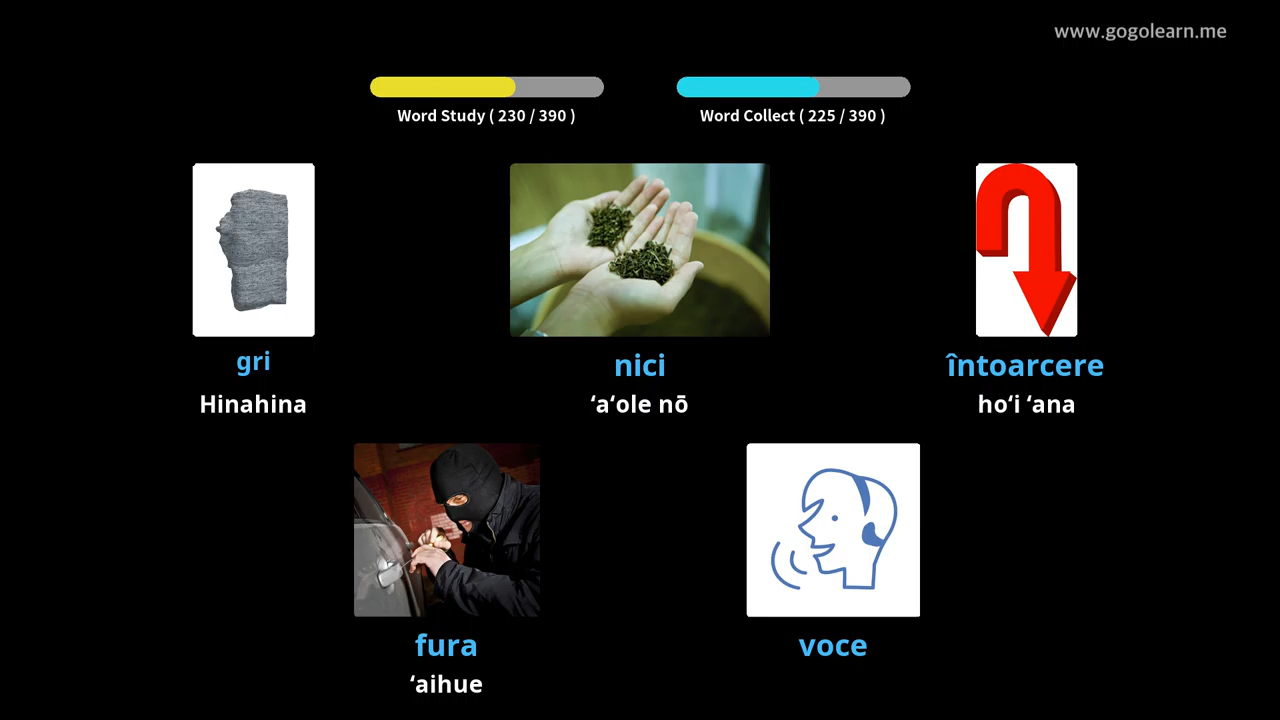 www.gogolearn.me
Word Study ( 230 / 390 )
Word Collect ( 225 / 390 )
gri
Hinahina
nici
ʻaʻole nō
întoarcere
hoʻi ʻana
fura
ʻaihue
voce